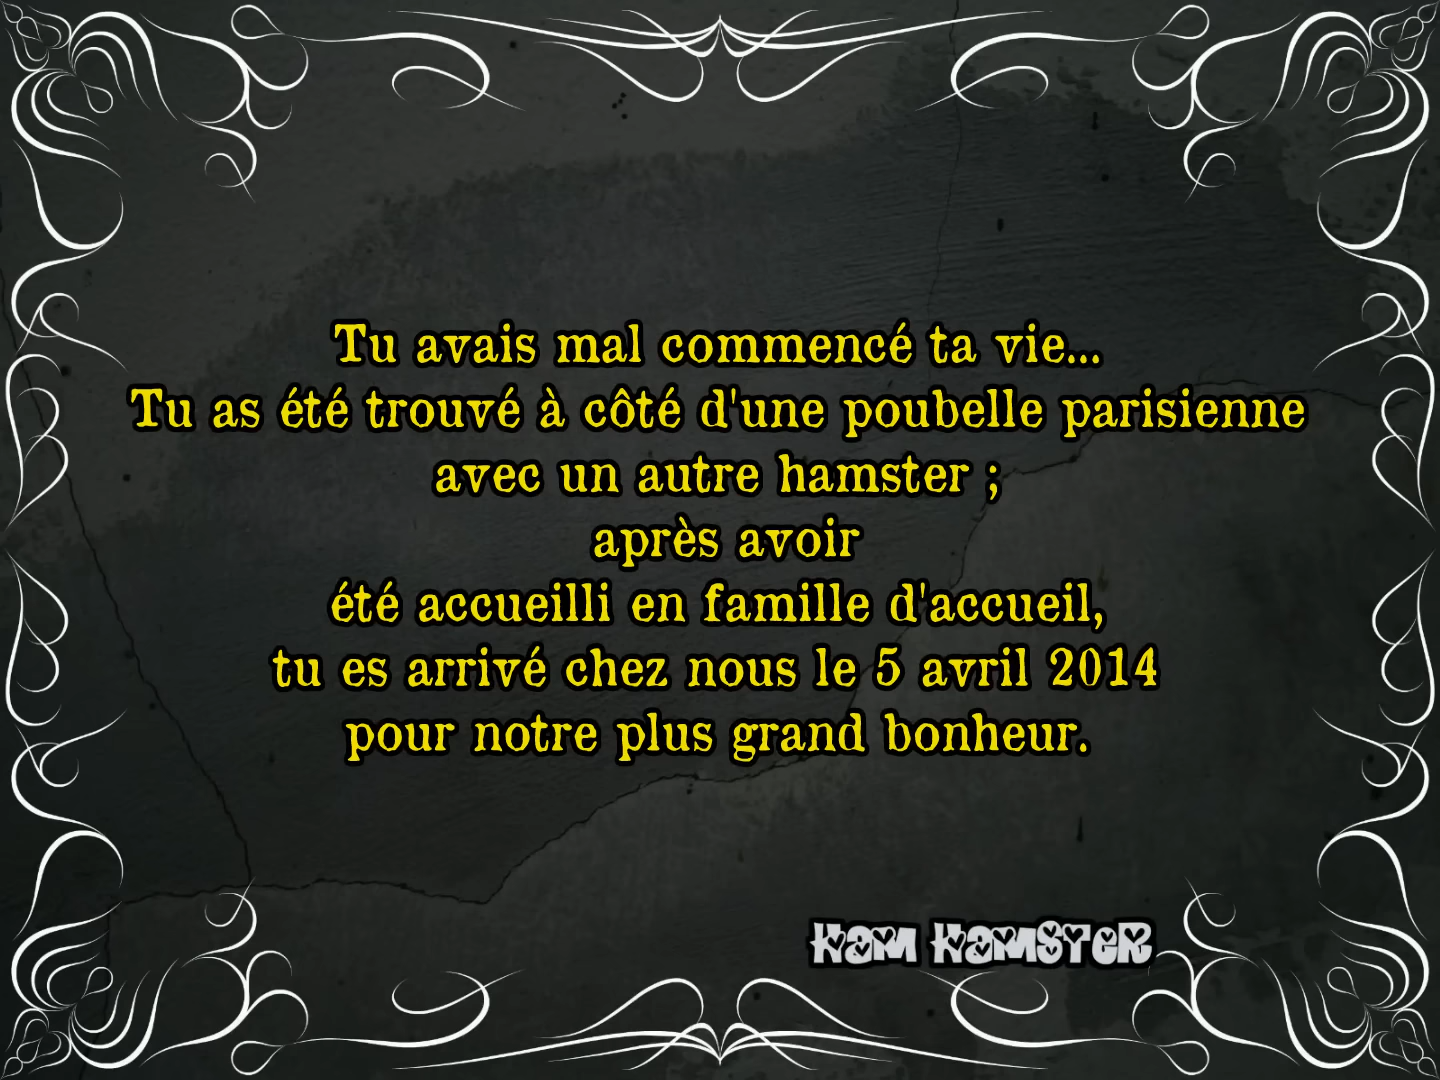 Tu avais mal commencé ta vie...
Tu as été trouvé à côté d'une poubelle parisienne
avec un autre hamster ;
après avoir
été accueilli en famille d'accueil,
tu es arrivé chez nous le 5 avril 2014
pour notre plus grand bonheur.
HAM HAMSTER